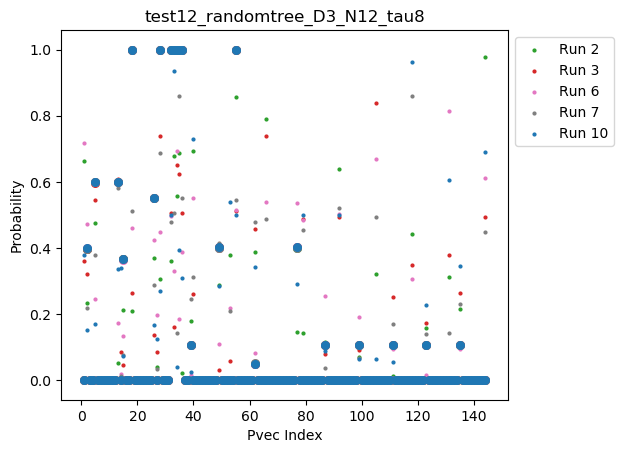 test12_randomtree_D3_N12_tau8
Run 2
Run 3
Run 6
Run 7
Run 10
Probability
1.0
0.8
0.6
0.4
0.2
0.0
0 20 40 60 80 100 120 140
Pvec Index